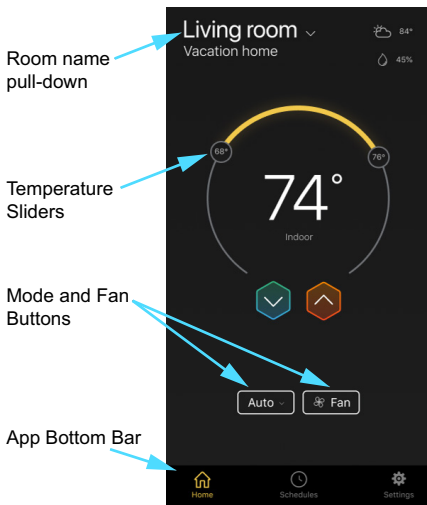 Living room
Vacation home
84°
45%
Room name
pull-down
68°
76°
Temperature
Sliders
74°
Indoor
Mode and Fan
Buttons
Auto
Fan
App Bottom Bar
Home
Schedules
Settings